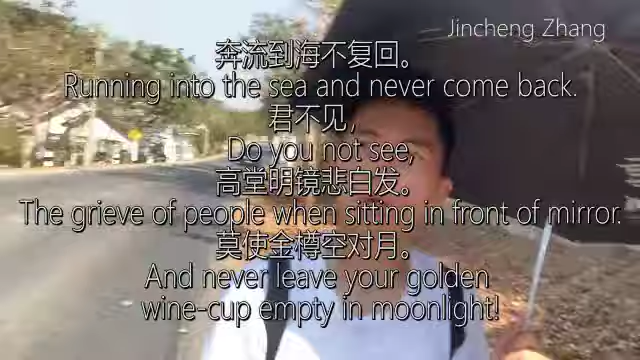 Jincheng Zhang
奔流到海不复回。
Running into the sea and never come back.
君不见，
Do you not see,
高堂明镜悲白发。
The grieve of people when sitting in front of mirror.
莫使金樽空对月。
And never leave your golden
wine-cup empty in moonlight!